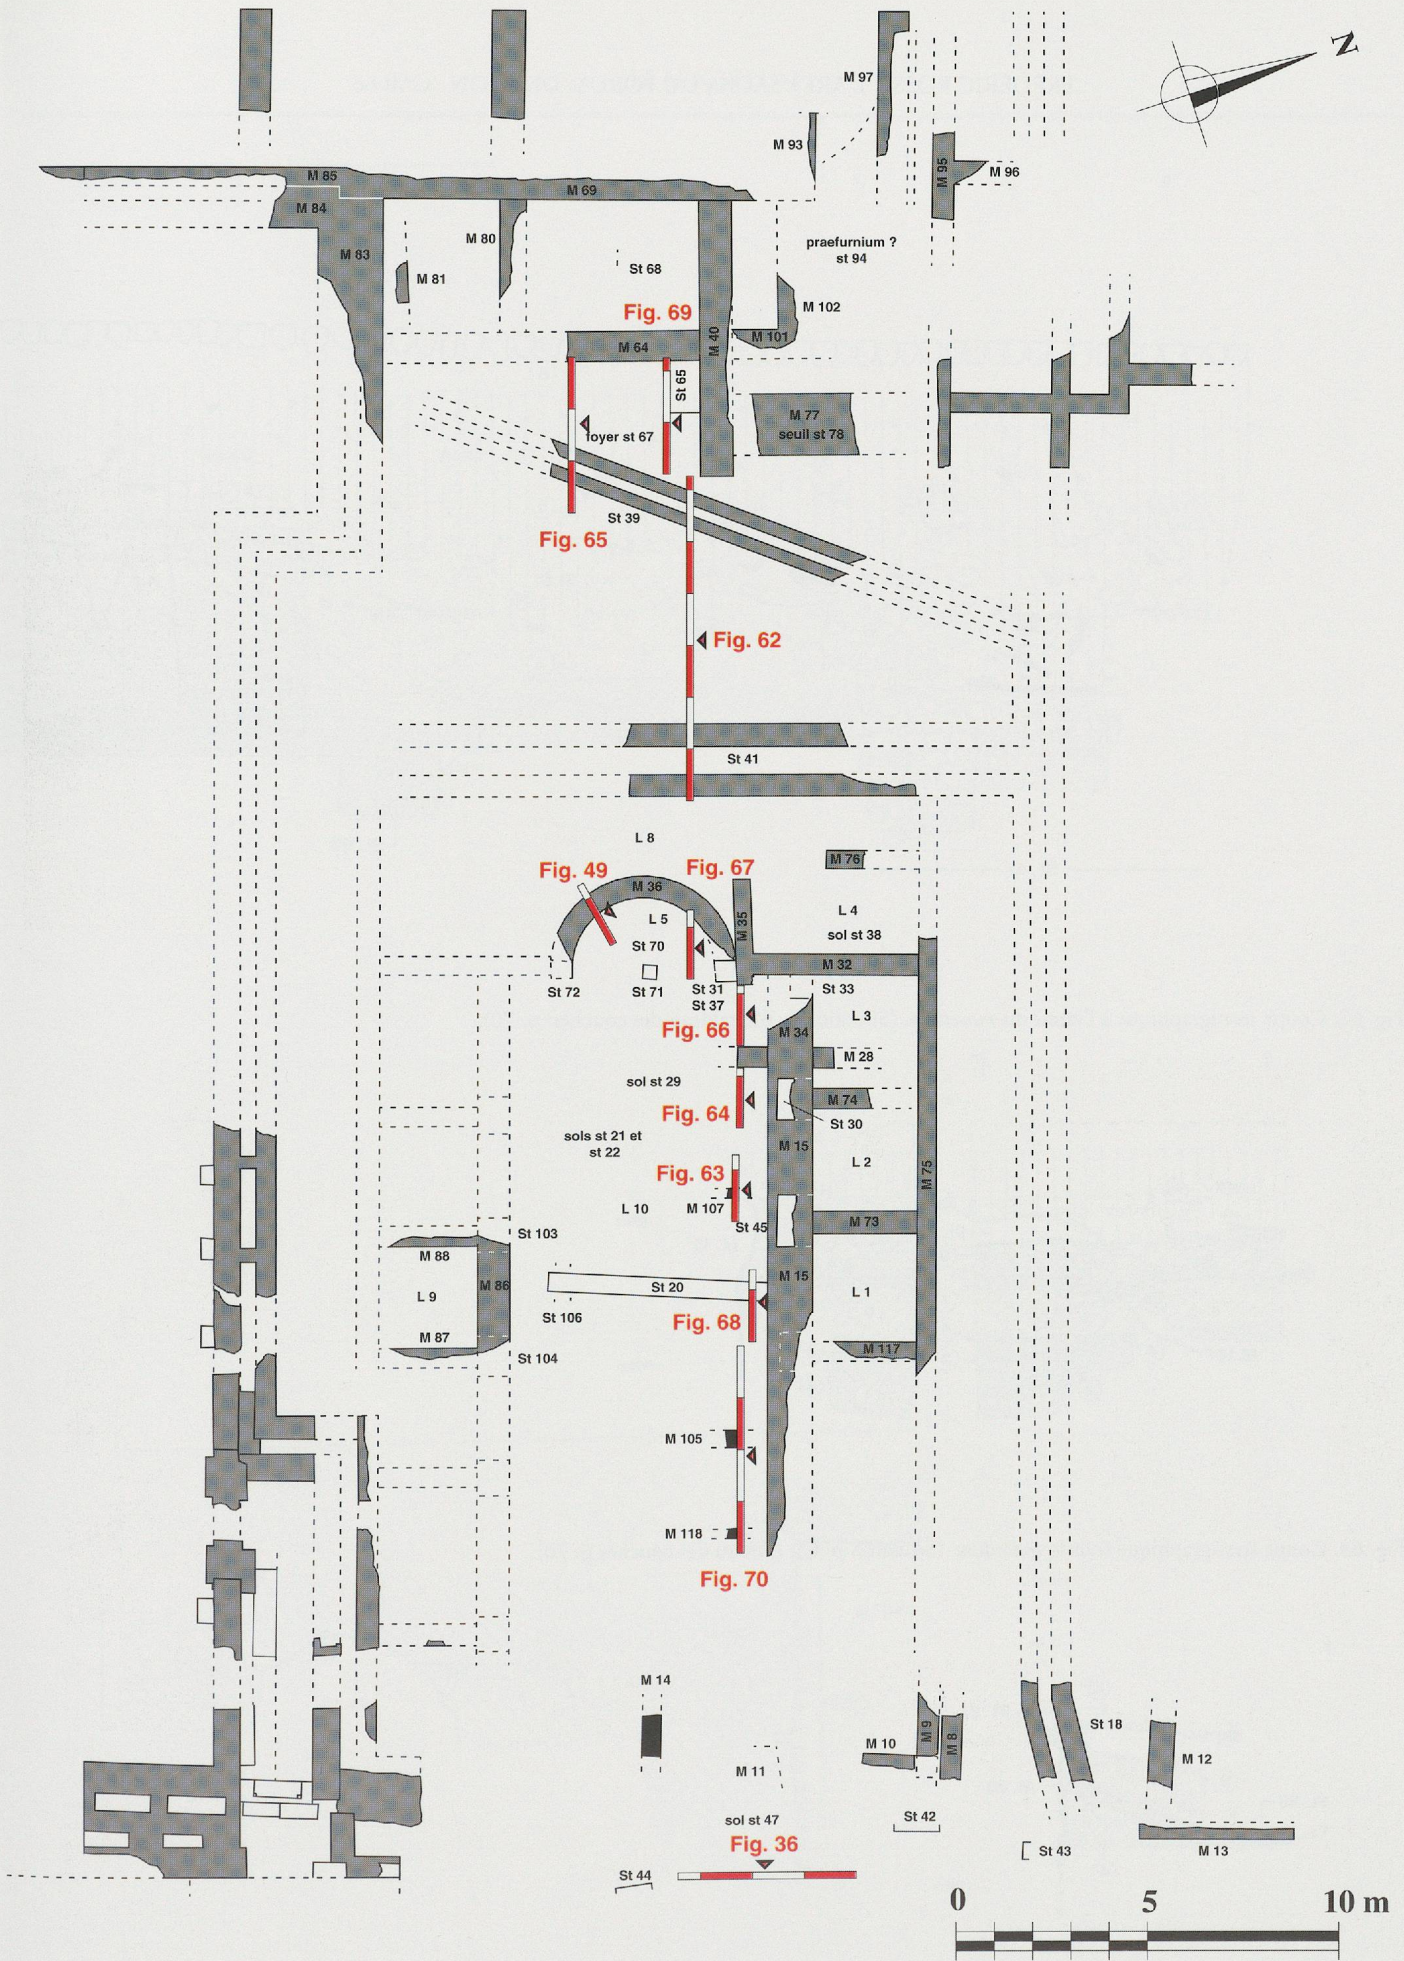 N
M 97
M 93
M 95
M 96
M 85
M 69
M 84
M 83
M 80
M 81
St 68
praefurnium ?
st 94
Fig. 69
M 102
M 40
M 101
M 64
St 65
M 77
seuil st 78
foyer st 67
St 39
Fig. 65
Fig. 62
St 41
L 8
M 76
Fig. 49
Fig. 67
M 36
L 5
M 35
L 4
sol st 38
St 70
M 32
St 72
St 71
St 31
St 37
St 33
L 3
Fig. 66
M 34
M 28
sol st 29
M 74
Fig. 64
St 30
sols st 21 et
st 22
M 15
L 2
M 75
Fig. 63
L 10
M 107
St 45
M 73
St 103
M 88
M 86
M 15
L 9
St 20
L 1
St 106
Fig. 68
M 87
St 104
M 117
M 105
M 118
Fig. 70
M 14
M 9
M 8
St 18
M 10
M 12
M 11
sol st 47
St 42
Fig. 36
St 43
M 13
St 44
0 5 10 m